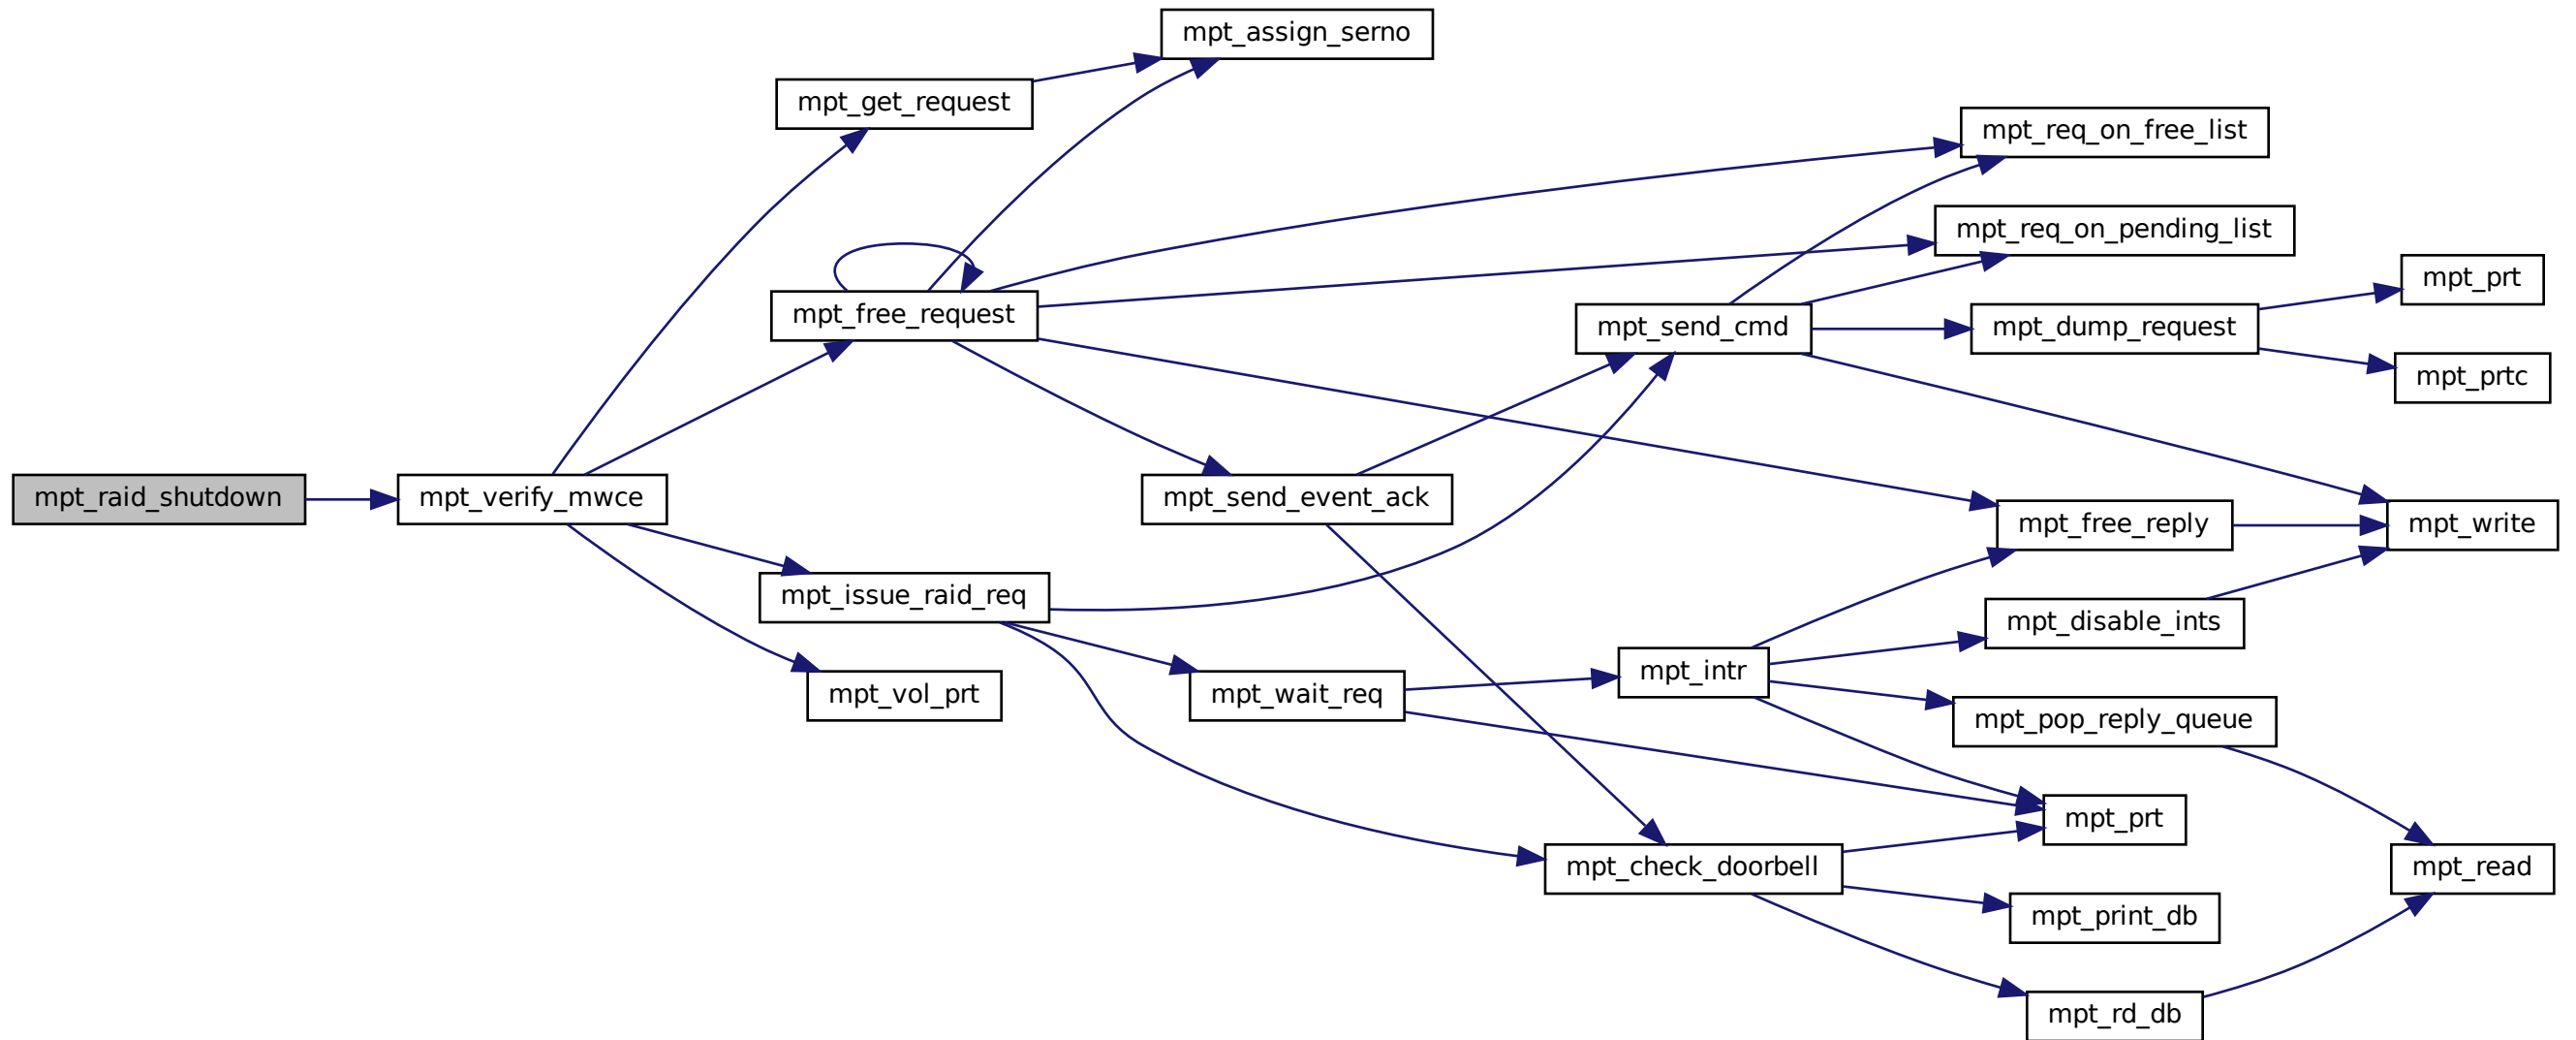 mpt_assign_serno
mpt_get_request
mpt_req_on_free_list
mpt_req_on_pending_list
mpt_prt
mpt_free_request
mpt_send_cmd
mpt_dump_request
mpt_prtc
mpt_raid_shutdown
mpt_verify_mwce
mpt_send_event_ack
mpt_free_reply
mpt_write
mpt_issue_raid_req
mpt_disable_ints
mpt_vol_prt
mpt_wait_req
mpt_intr
mpt_pop_reply_queue
mpt_prt
mpt_check_doorbell
mpt_read
mpt_print_db
mpt_rd_db